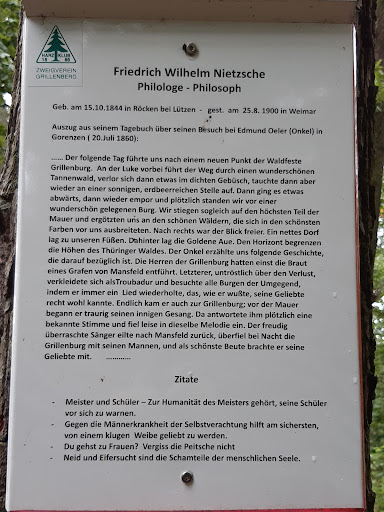 HARZKLUB
18 86
ZWEIGVEREIN
GRILLENBERG
Friedrich Wilhelm Nietzsche
Philologe - Philosoph
Geb. am 15.10.1844 in Röcken bei Lützen - gest. am 25.8. 1900 in Weimar
Auszug aus seinem Tagebuch über seinen Besuch bei Edmund Oeler (Onkel) in
Gorenzen ( 20.Juli 1860):
...... Der folgende Tag führte uns nach einem neuen Punkt der Waldfeste
Grillenburg. An der Luke vorbei führt der Weg durch einen wunderschönen
Tannenwald, verlor sich dann etwas im dichten Gebüsch, tauchte dann aber
wieder an einer sonnigen, erdbeerreichen Stelle auf. Dann ging es etwas
abwärts, dann wieder empor und plötzlich standen wir vor einer
wunderschön gelegenen Burg. Wir stiegen sogleich auf den höchsten Teil der
Mauer und ergötzten uns an den schönen Wäldern, die sich in den schönsten
Farben vor uns ausbreiteten. Nach rechts war der Blick freier. Ein nettes Dorf
lag zu unseren Füßen. Dhahinter lag die Goldene Aue. Den Horizont begrenzen
die Höhen des Thüringer Waldes. Der Onkel erzählte uns folgende Geschichte,
die darauf bezüglich ist. Die Herren der Grillenburg hatten einst die Braut
eines Grafen von Mansfeld entführt. Letzterer, untröstlich über den Verlust,
verkleidete sich alsTroubadur und besuchte alle Burgen der Umgegend,
indem er immer ein Lied wiederholte, das, wie er wußte, seine Geliebte
recht wohl kannte. Endlich kam er auch zur Grillenburg; vor der Mauer
begann er traurig seinen innigen Gesang. Da antwortete ihm plötzlich eine
bekannte Stimme und fiel leise in dieselbe Melodie ein. Der freudig
überraschte Sänger eilte nach Mansfeld zurück, überfiel bei Nacht die
Grillenburg mit seinen Mannen, und als schönste Beute brachte er seine
Geliebte mit. ............
Zitate
- Meister und Schüler – Zur Humanität des Meisters gehört, seine Schüler
vor sich zu warnen.
- Gegen die Männerkrankheit der Selbstverachtung hilft am sichersten,
von einem klugen Weibe geliebt zu werden.
- Du gehst zu Frauen? Vergiss die Peitsche nicht
- Neid und Eifersucht sind die Schamteile der menschlichen Seele.